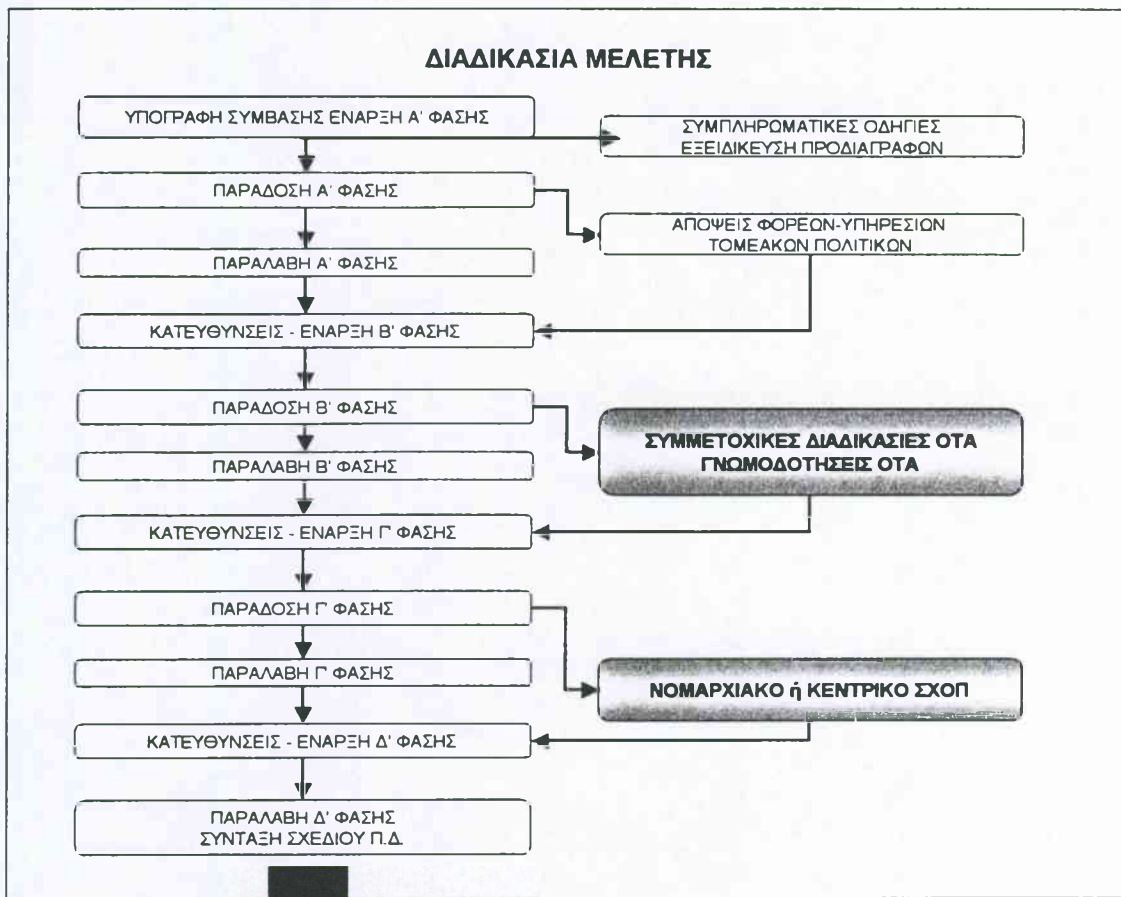 ΔΙΑΔΙΚΑΣΙΑ ΜΕΛΕΤΗΣ
ΥΠΟΓΡΑΦΗ ΣΥΜΒΑΣΗΣ ΕΝΑΡΞΗ Α' ΦΑΣΗΣ
ΣΥΜΠΛΗΡΩΜΑΤΙΚΕΣ ΟΔΗΓΙΕΣ
ΕΞΕΙΔΙΚΕΥΣΗ ΠΡΟΔΙΑΓΡΑΦΩΝ
ΠΑΡΑΔΟΣΗ Α' ΦΑΣΗΣ
ΑΠΟΨΕΙΣ ΦΟΡΕΩΝ-ΥΠΗΡΕΣΙΩΝ
ΤΟΜΕΑΚΩΝ ΠΟΛΙΤΙΚΩΝ
ΠΑΡΑΛΑΒΗ Α' ΦΑΣΗΣ
ΚΑΤΕΥΘΥΝΣΕΙΣ - ΕΝΑΡΞΗ Β' ΦΑΣΗΣ
ΠΑΡΑΔΟΣΗ Β' ΦΑΣΗΣ
ΣΥΜΜΕΤΟΧΙΚΕΣ ΔΙΑΔΙΚΑΣΙΕΣ ΟΤΑ
ΓΝΩΜΟΔΟΤΗΣΕΙΣ ΟΤΑ
ΠΑΡΑΛΑΒΗ Β' ΦΑΣΗΣ
ΚΑΤΕΥΘΥΝΣΕΙΣ - ΕΝΑΡΞΗ Γ' ΦΑΣΗΣ
ΠΑΡΑΔΟΣΗ Γ' ΦΑΣΗΣ
ΠΑΡΑΛΑΒΗ Γ' ΦΑΣΗΣ
ΝΟΜΑΡΧΙΑΚΟ ή ΚΕΝΤΡΙΚΟ ΣΧΟΠ
ΚΑΤΕΥΘΥΝΣΕΙΣ - ΕΝΑΡΞΗ Δ' ΦΑΣΗΣ
ΠΑΡΑΛΑΒΗ Δ' ΦΑΣΗΣ
ΣΥΝΤΑΞΗ ΣΧΕΔΙΟΥ Π.Δ.